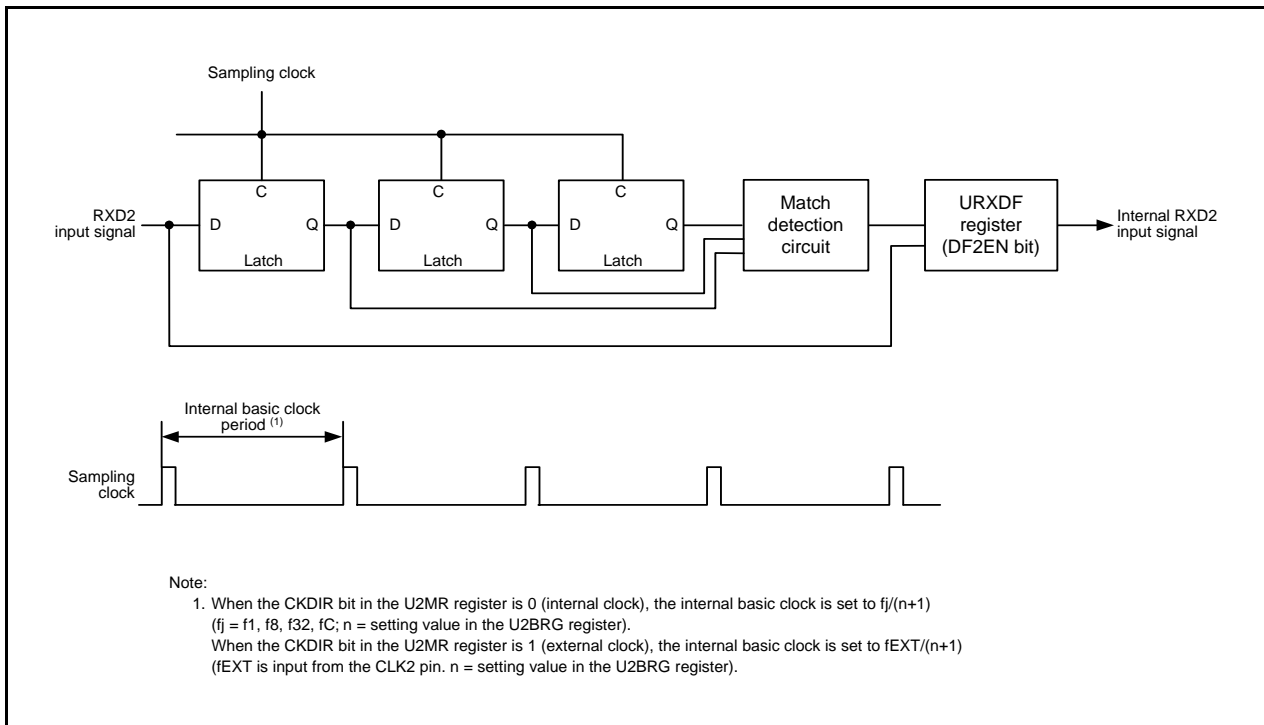 Sampling clock
C
C
C
RXD2
input signal
D
Q
D
Q
D
Q
Latch
Latch
Latch
Match
detection
circuit
URXDF
register
(DF2EN bit)
Internal RXD2
input signal
Internal basic clock
period (1)
Sampling
clock
Note:
1. When the CKDIR bit in the U2MR register is 0 (internal clock), the internal basic clock is set to fj/(n+1)
(fj = f1, f8, f32, fC; n = setting value in the U2BRG register).
When the CKDIR bit in the U2MR register is 1 (external clock), the internal basic clock is set to fEXT/(n+1)
(fEXT is input from the CLK2 pin. n = setting value in the U2BRG register).